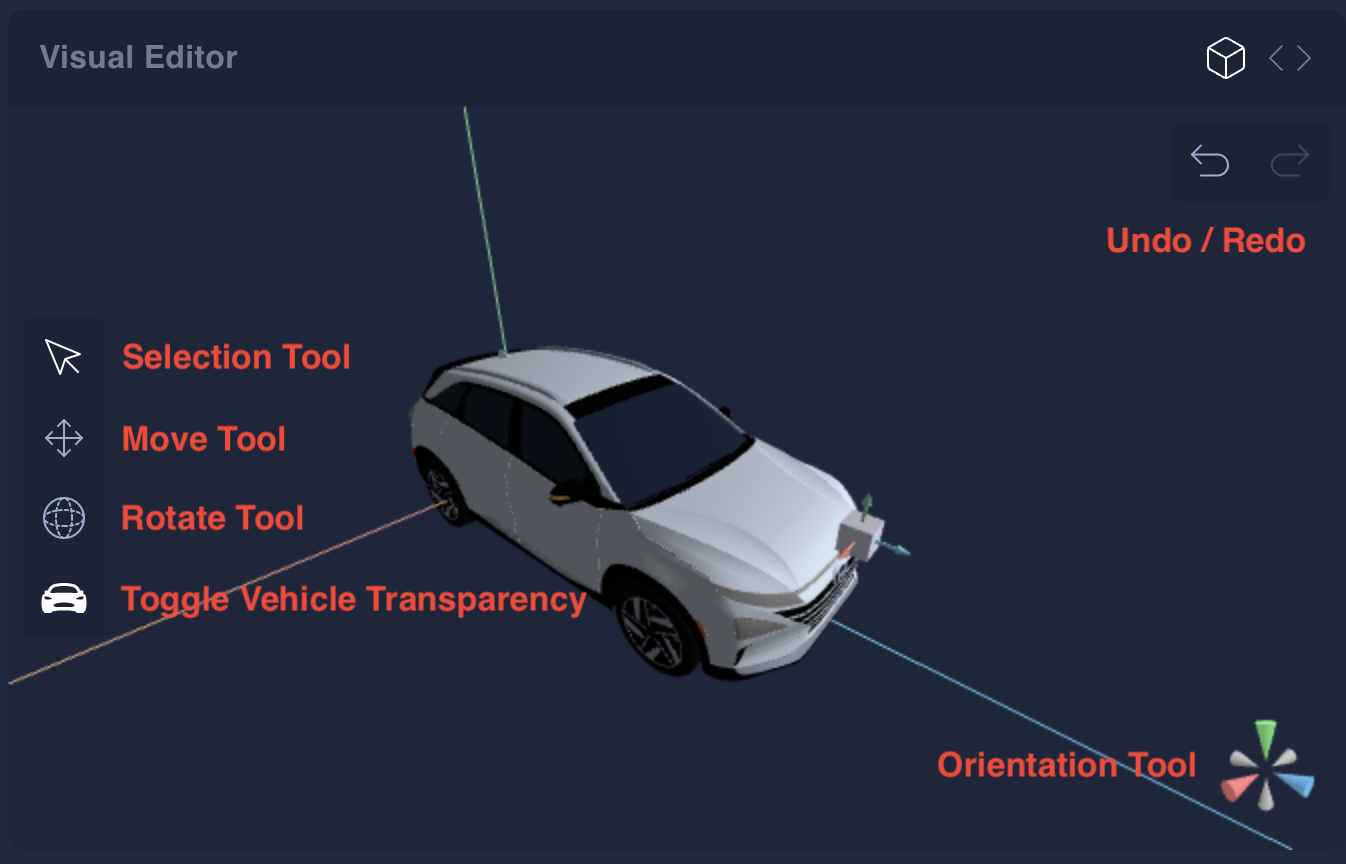 Visual Editor
Undo / Redo
Selection Tool
Move Tool
Rotate Tool
Toggle Vehicle Transparency
Orientation Tool